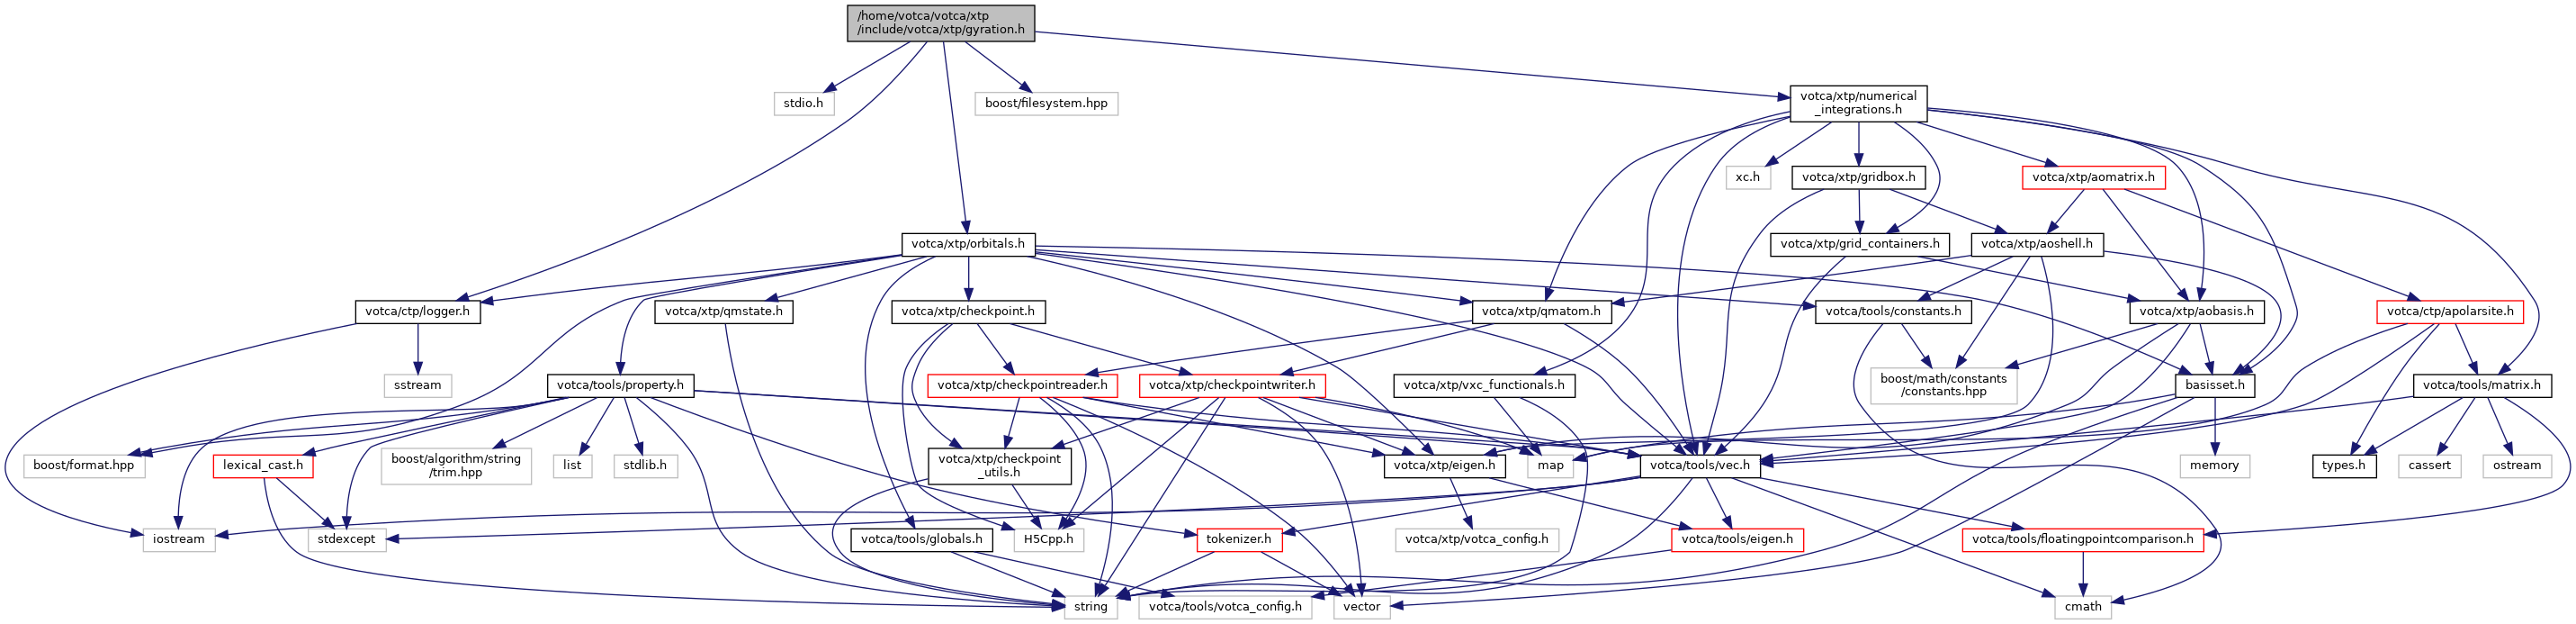 /home/votca/votca/xtp
/include/votca/xtp/gyration.h
stdio.h
boost/filesystem.hpp
votca/xtp/numerical
_integrations.h
xc.h
votca/xtp/gridbox.h
votca/xtp/aomatrix.h
votca/xtp/orbitals.h
votca/xtp/grid_containers.h
votca/xtp/aoshell.h
votca/ctp/logger.h
votca/xtp/qmstate.h
votca/xtp/checkpoint.h
votca/xtp/qmatom.h
votca/tools/constants.h
votca/xtp/aobasis.h
votca/ctp/apolarsite.h
sstream
votca/tools/property.h
votca/xtp/checkpointreader.h
votca/xtp/checkpointwriter.h
votca/xtp/vxc_functionals.h
boost/math/constants
/constants.hpp
basisset.h
votca/tools/matrix.h
boost/format.hpp
lexical_cast.h
boost/algorithm/string
/trim.hpp
list
stdlib.h
votca/xtp/checkpoint
_utils.h
votca/xtp/eigen.h
map
votca/tools/vec.h
memory
types.h
cassert
ostream
iostream
stdexcept
votca/tools/globals.h
H5Cpp.h
tokenizer.h
votca/xtp/votca_config.h
votca/tools/eigen.h
votca/tools/floatingpointcomparison.h
string
votca/tools/votca_config.h
vector
cmath